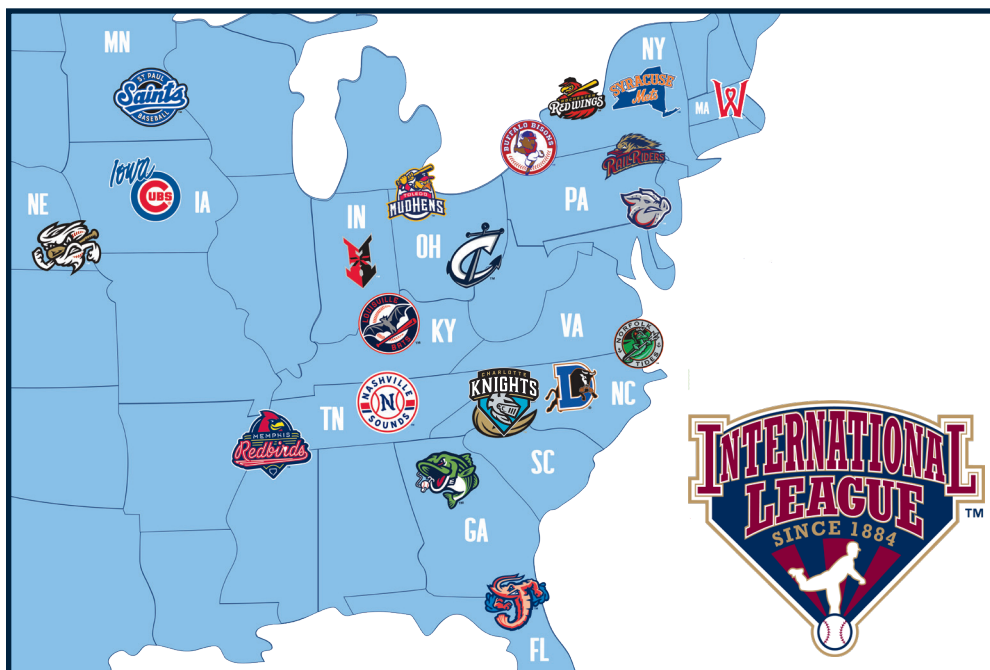 MN
ST PAUL
Saints
BASEBALL
NY
ROCHESTER
RED WINGS
SYRACUSE
Mets
MA
W
BUFFALO BISONS
RAILRIDERS
Iowa
CUBS
IA
NE
TOLEDO
MUDHENS
IN
OH
C
TM
PA
LOUISVILLE
BATS
KY
VA
NORFOLK
TIDES
NASHVILLE
N
SOUNDS
TN
CHARLOTTE
KNIGHTS
D
NC
MEMPHIS
Redbirds
SC
GA
J
FL
INTERNATIONAL
LEAGUE
TM
SINCE 1884